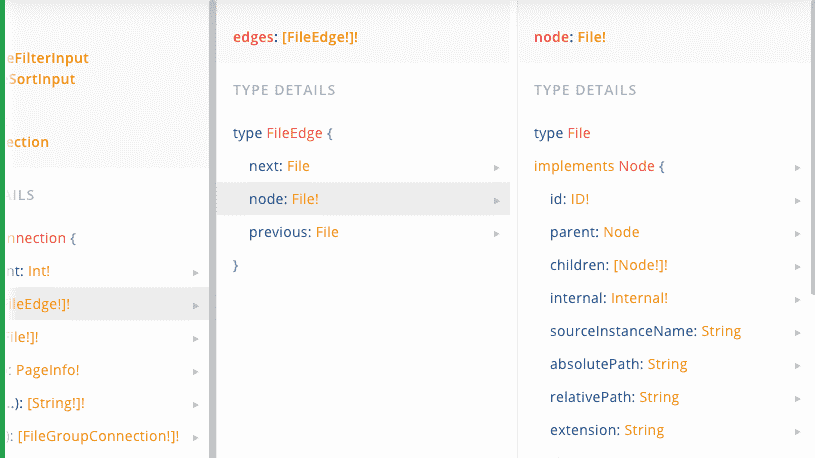 eFilterInput
SortInput
ection
AILS
nnection {
nt: Int!
ileEdge!]!
ile!]!
: PageInfo!
..): [String!]!
): [FileGroupConnection!]!
edges: [FileEdge!]!
TYPE DETAILS
type FileEdge {
next: File
node: File!
previous: File
}
node: File!
TYPE DETAILS
type File
implements Node {
id: ID!
parent: Node
children: [Node!]!
internal: Internal!
sourceInstanceName: String
absolutePath: String
relativePath: String
extension: String